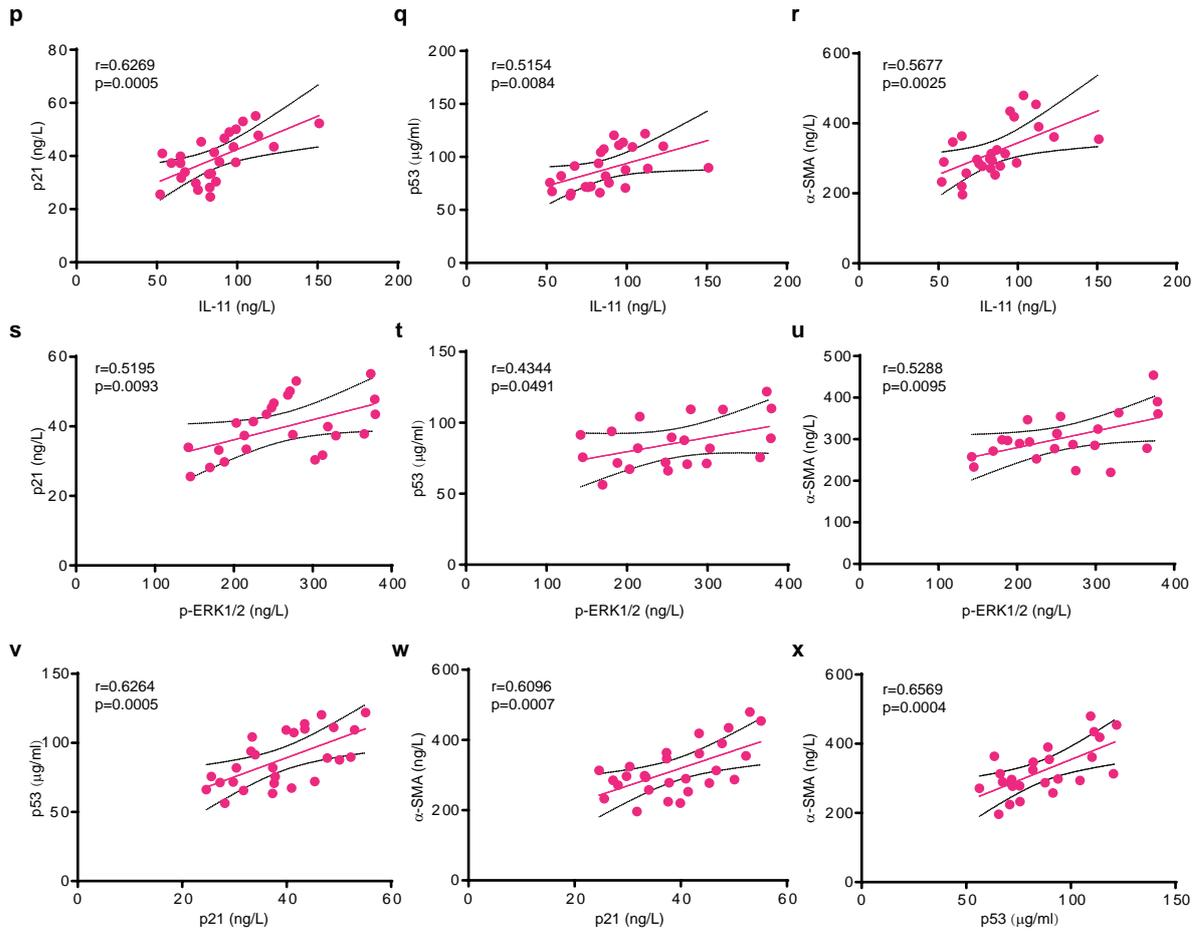 p
r=0.6269
p=0.0005
p21 (ng/L)
80
60
40
20
0
0
50
100
150
200
IL-11 (ng/L)
q
r=0.5154
p=0.0084
p53 (μg/ml)
200
150
100
50
0
0
50
100
150
200
IL-11 (ng/L)
r
r=0.5677
p=0.0025
α-SMA (ng/L)
600
400
200
0
0
50
100
150
200
IL-11 (ng/L)
s
r=0.5195
p=0.0093
p21 (ng/L)
60
40
20
0
0
100
200
300
400
p-ERK1/2 (ng/L)
t
r=0.4344
p=0.0491
p53 (μg/ml)
150
100
50
0
0
100
200
300
400
p-ERK1/2 (ng/L)
u
r=0.5288
p=0.0095
α-SMA (ng/L)
500
400
300
200
100
0
0
100
200
300
400
p-ERK1/2 (ng/L)
v
r=0.6264
p=0.0005
p53 (μg/ml)
150
100
50
0
0
20
40
60
p21 (ng/L)
w
r=0.6096
p=0.0007
α-SMA (ng/L)
600
400
200
0
0
20
40
60
p21 (ng/L)
x
r=0.6569
p=0.0004
α-SMA (ng/L)
600
400
200
0
0
50
100
150
p53 (μg/ml)